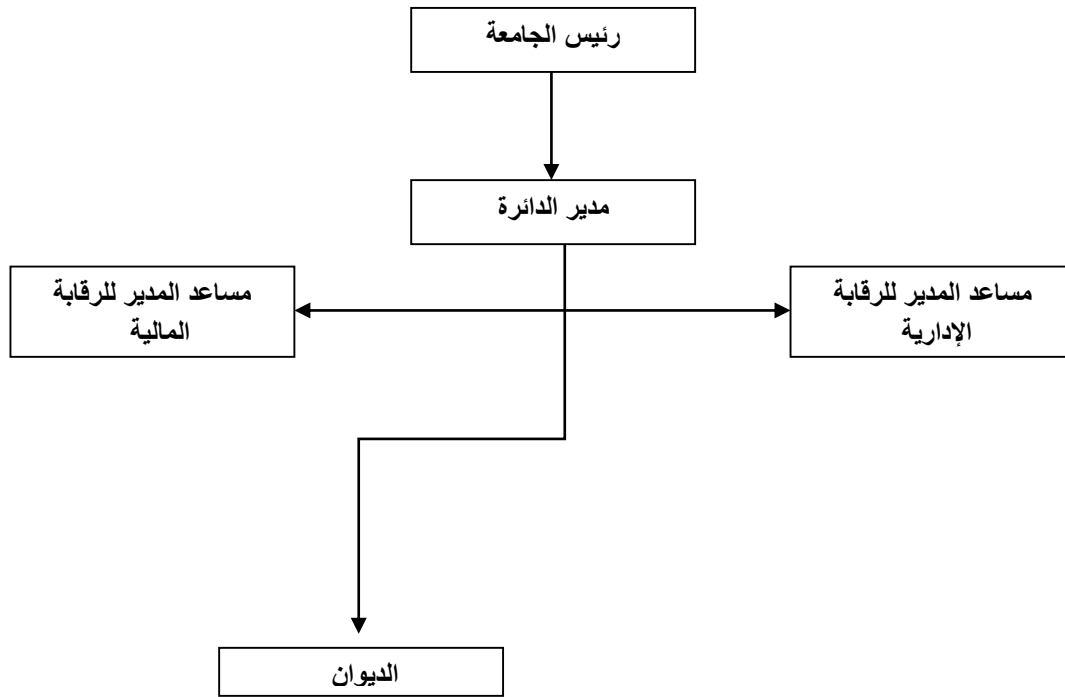 رئيس الجامعة
مدير الدائرة
مساعد المدير للرقابة
الإدارية
مساعد المدير للرقابة
المالية
الديوان